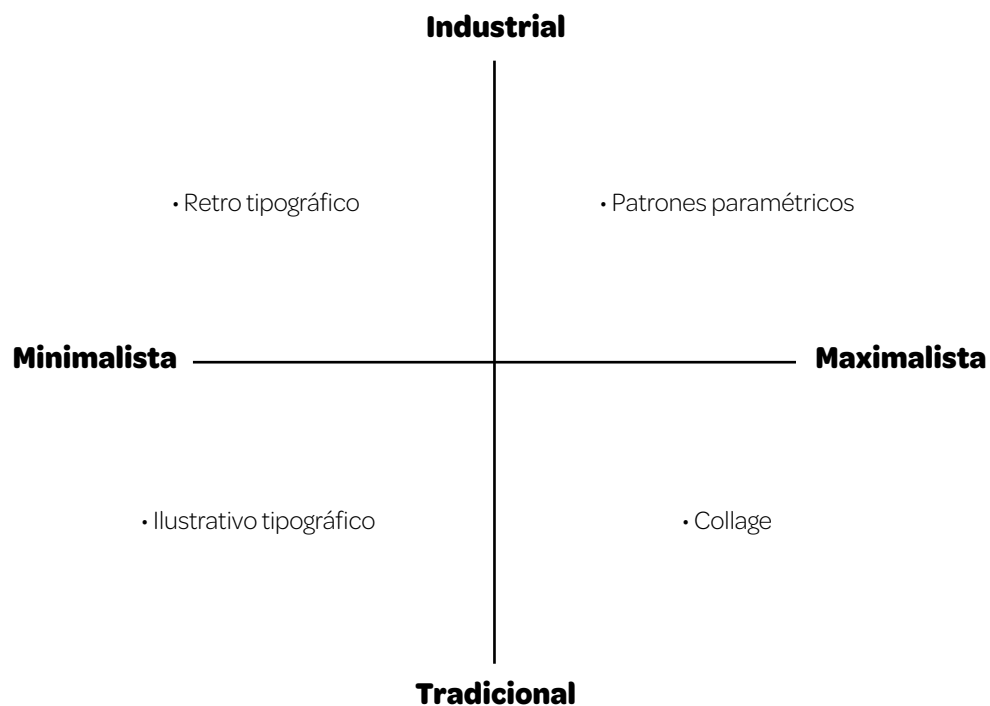 Industrial
• Retro tipográfico
• Patrones paramétricos
Minimalista
Maximalista
• Ilustrativo tipográfico
• Collage
Tradicional